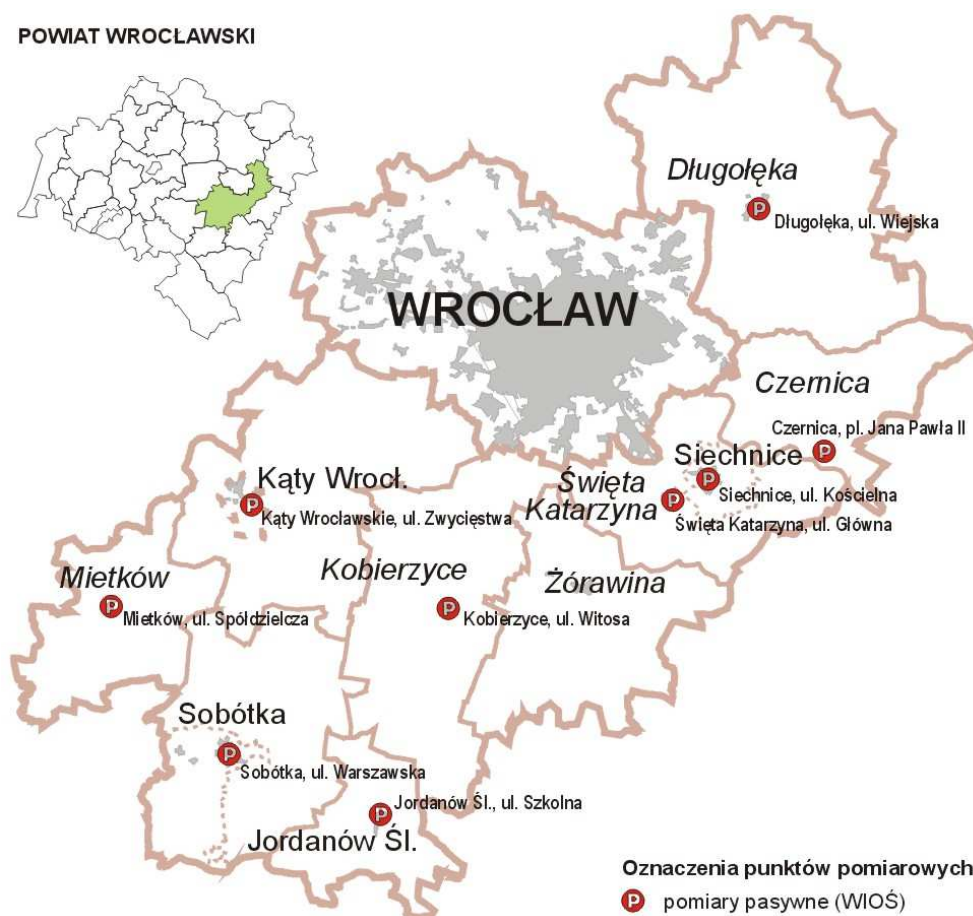 POWIAT WROCŁAWSKI
Długołęka
P
Długołęka, ul. Wiejska
WROCŁAW
Czernica
Czernica, pl. Jana Pawła II
P
Siechnice
P
Siechnice, ul. Kościelna
Święta
Katarzyna
P
Święta Katarzyna, ul. Główna
Kąty Wrocł.
P
Kąty Wrocławskie, ul. Zwycięstwa
Kobierzyce
P
Kobierzyce, ul. Witosa
Żórawina
Mietków
P
Mietków, ul. Spółdzielcza
Sobótka
P
Sobótka, ul. Warszawska
P
Jordanów Śl., ul. Szkolna
Jordanów Śl.
Oznaczenia punktów pomiarowych
P pomiary pasywne (WIOŚ)